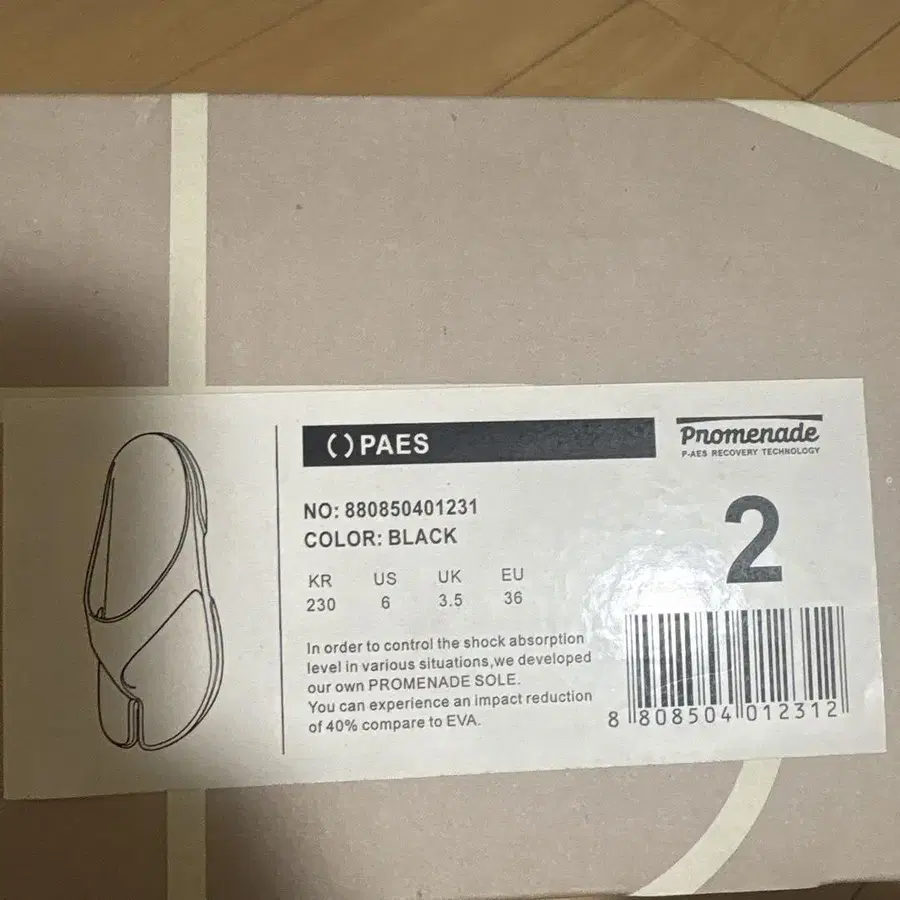 ( ) PAES
Promenade
P-AES RECOVERY TECHNOLOGY
NO: 880850401231
COLOR: BLACK
2
KR US UK EU
230 6 3.5 36
In order to control the shock absorption
level in various situations,we developed
our own PROMENADE SOLE.
You can experience an impact reduction
of 40% compare to EVA.
8 808504 012312